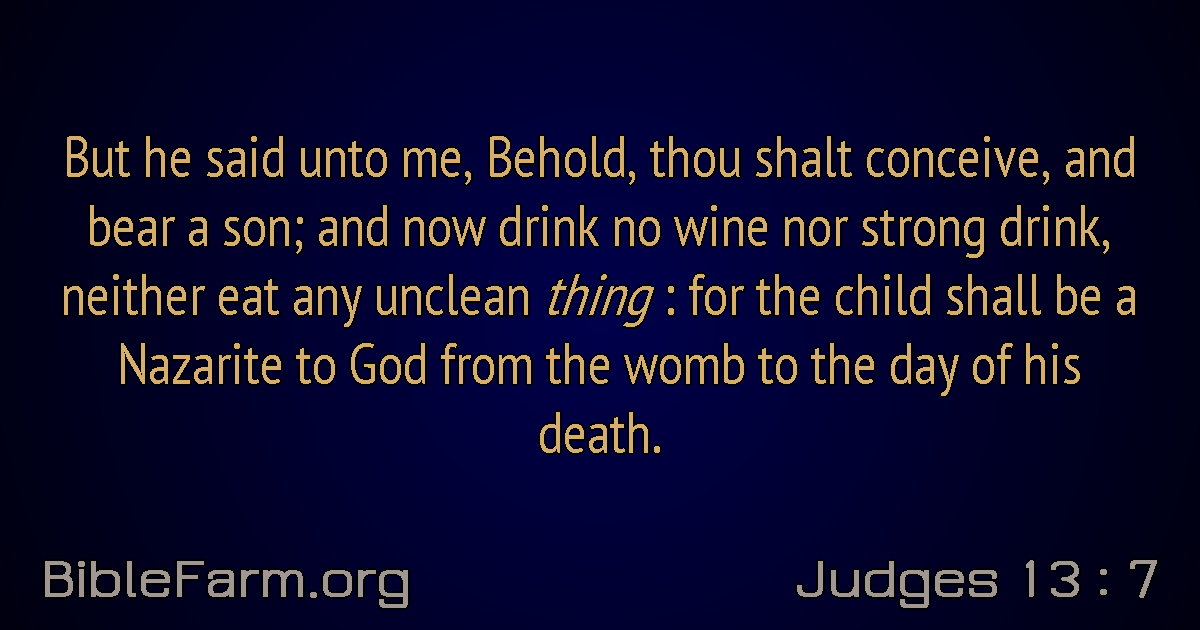 But he said unto me, Behold, thou shalt conceive, and
bear a son; and now drink no wine nor strong drink,
neither eat any unclean thing : for the child shall be a
Nazarite to God from the womb to the day of his
death.
BibleFarm.org
Judges 13 : 7